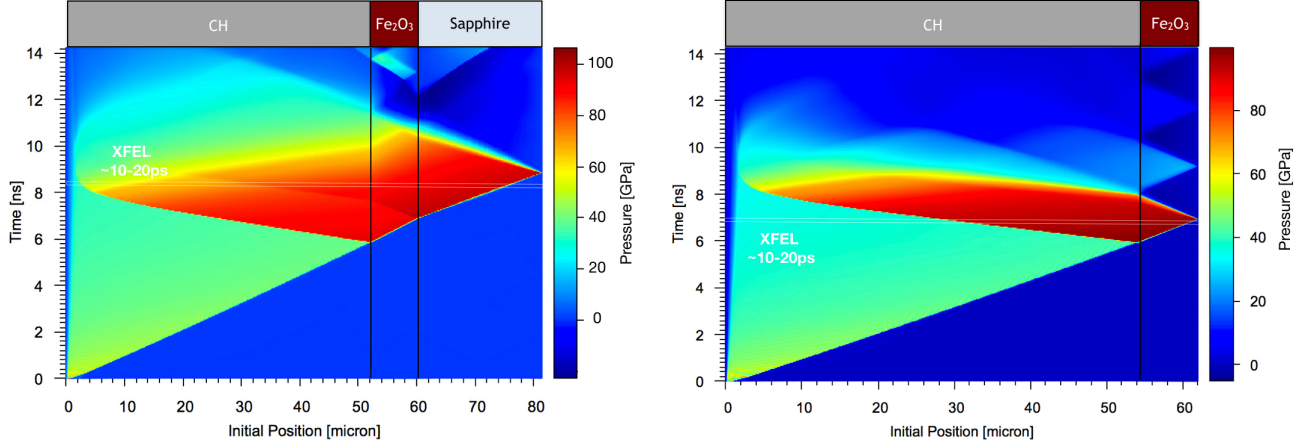 CH Fe₂O₃ Sapphire
14
12
10
8
6
4
2
0
Time [ns]
XFEL
~10-20ps
0 10 20 30 40 50 60 70 80
Initial Position [micron]
100
80
60
40
20
0
Pressure [GPa]
CH Fe₂O₃
14
12
10
8
6
4
2
0
Time [ns]
XFEL
~10-20ps
0 10 20 30 40 50 60
Initial Position [micron]
80
60
40
20
0
Pressure [GPa]